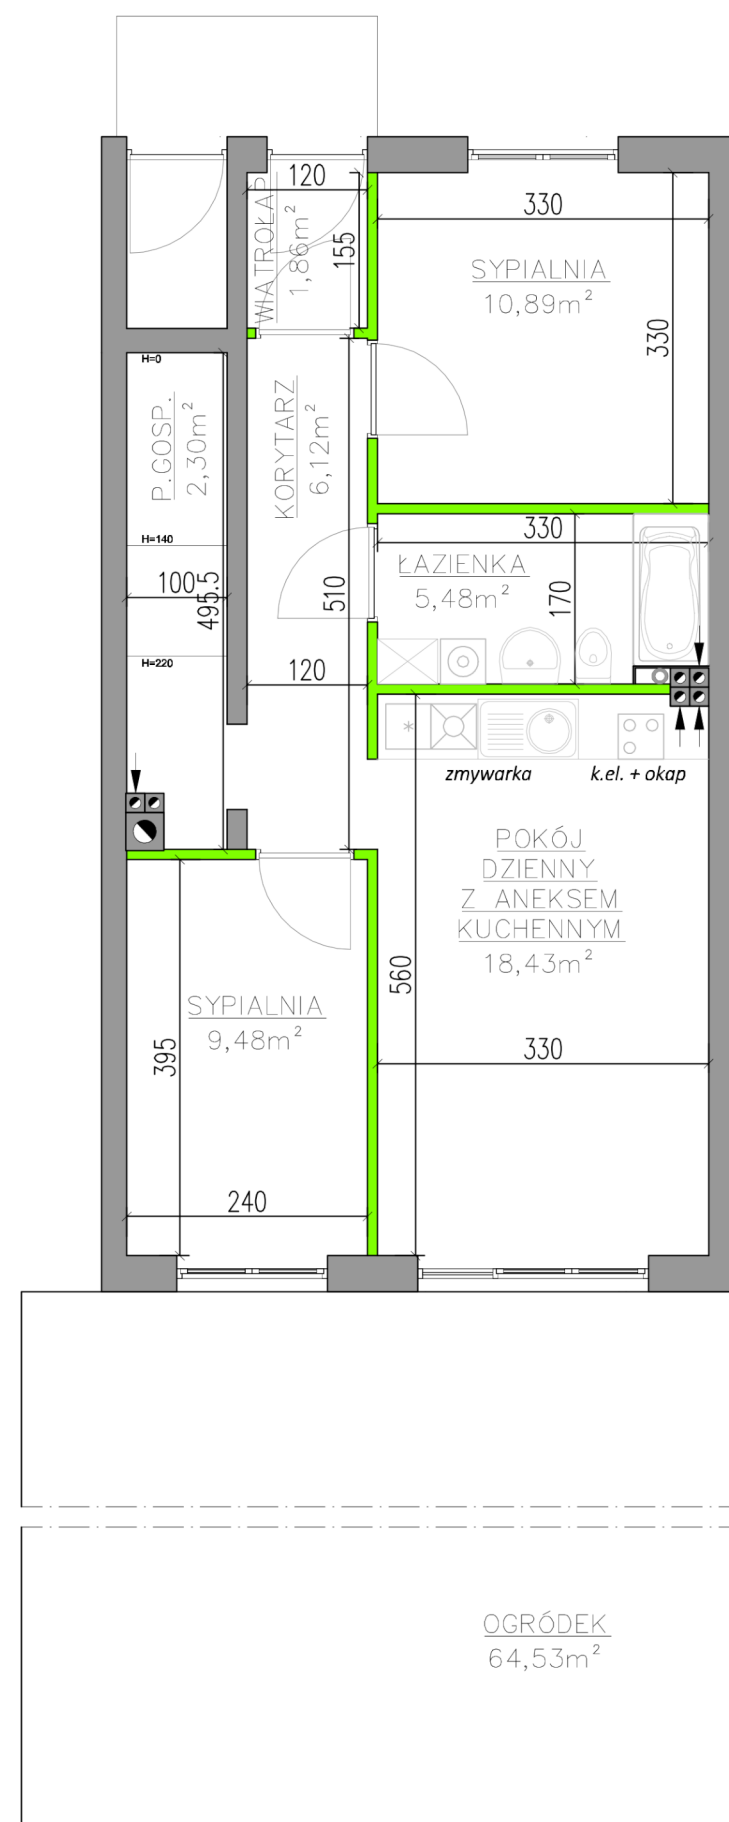 120
WIATROŁAP
1,86m²
155
330
SYPIALNIA
10,89m²
330
H=0
P.GOSP.
2,30m²
KORYTARZ
6,12m²
H=140
330
ŁAZIENKA
5,48m²
170
100
495.5
510
H=220
120
zmywarka
k.el. + okap
POKÓJ
DZIENNY
Z ANEKSEM
KUCHENNYM
18,43m²
560
330
SYPIALNIA
9,48m²
395
240
OGRÓDEK
64,53m²